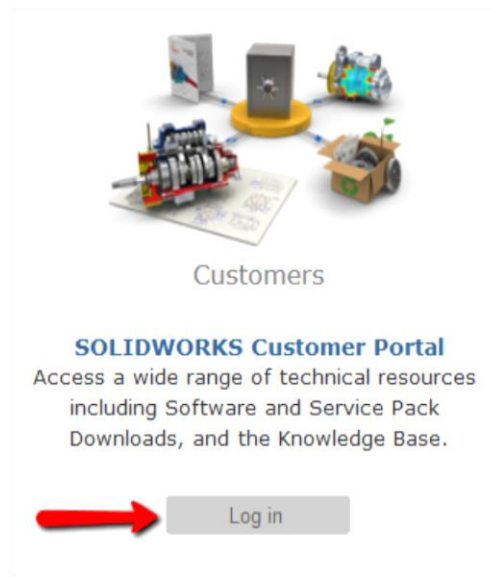 Customers
SOLIDWORKS Customer Portal
Access a wide range of technical resources
including Software and Service Pack
Downloads, and the Knowledge Base.
Log in